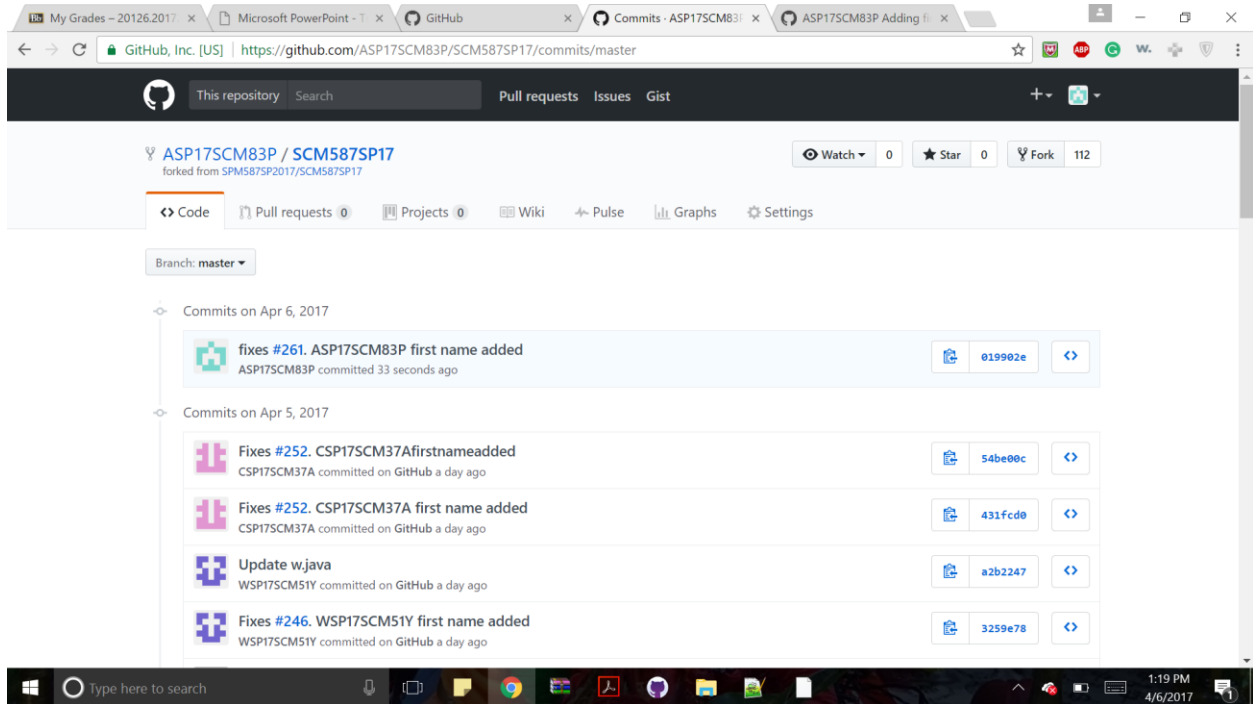 Bb My Grades – 20126.2017
Microsoft PowerPoint - T
GitHub
Commits · ASP17SCM83P
ASP17SCM83P Adding fi
GitHub, Inc. [US] | https://github.com/ASP17SCM83P/SCM587SP17/commits/master
ABP
G
w.
This repository Search
Pull requests Issues Gist
ASP17SCM83P / SCM587SP17
Watch 0
Star 0
Fork 112
forked from SPM587SP2017/SCM587SP17
Code
Pull requests 0
Projects 0
Wiki
Pulse
Graphs
Settings
Branch: master
Commits on Apr 6, 2017
fixes #261. ASP17SCM83P first name added
ASP17SCM83P committed 33 seconds ago
019902e
Commits on Apr 5, 2017
Fixes #252. CSP17SCM37Afirstnameadded
CSP17SCM37A committed on GitHub a day ago
54be00c
Fixes #252. CSP17SCM37A first name added
CSP17SCM37A committed on GitHub a day ago
431fcd0
Update w.java
WSP17SCM51Y committed on GitHub a day ago
a2b2247
Fixes #246. WSP17SCM51Y first name added
WSP17SCM51Y committed on GitHub a day ago
3259e78
Type here to search
1:19 PM
4/6/2017
1